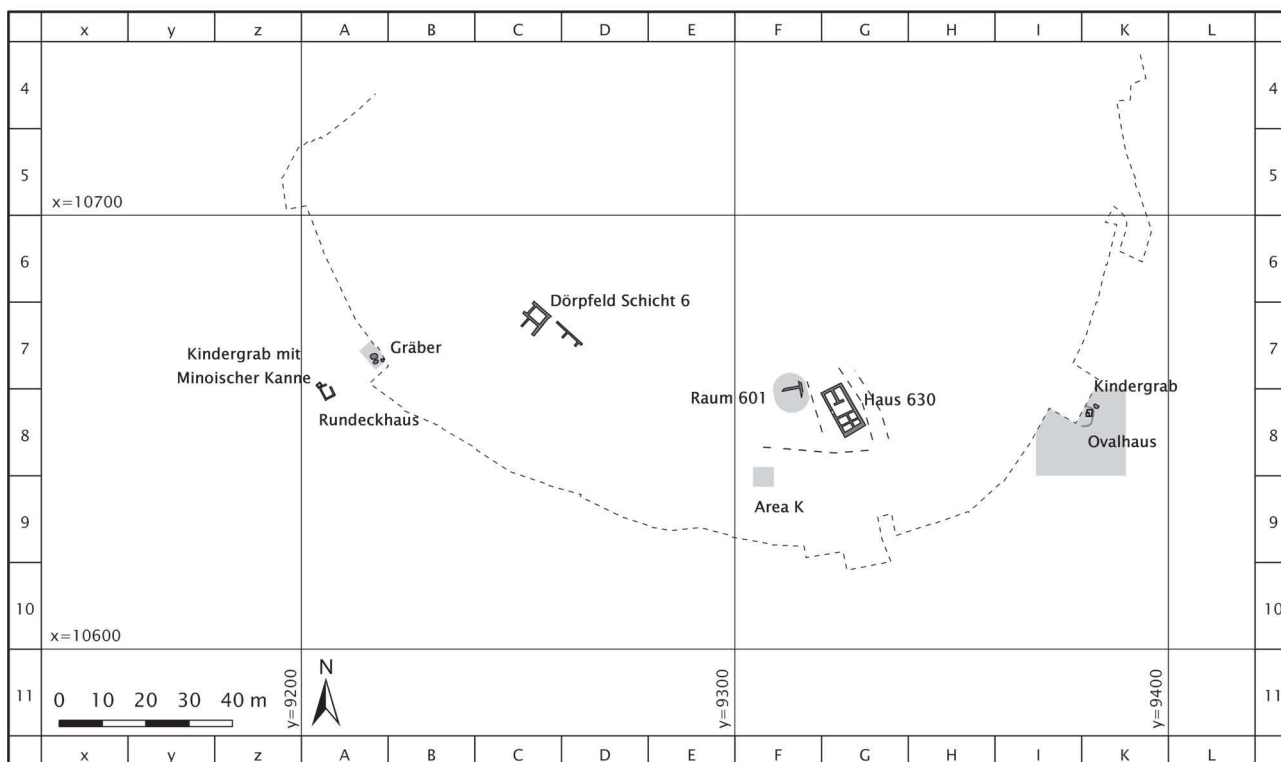 x y z A B C D E F G H I K L
4 4
5 5
x=10700
6 6
Dörpfeld Schicht 6
7 7
Gräber
Kindergrab mit
Minoischer Kanne
Rundeckhaus
Kindergrab
Raum 601
Haus 630
8 8
Ovalhaus
Area K
9 9
10 10
x=10600
11 11
y=9200
y=9300
y=9400
N
0 10 20 30 40 m
x y z A B C D E F G H I K L